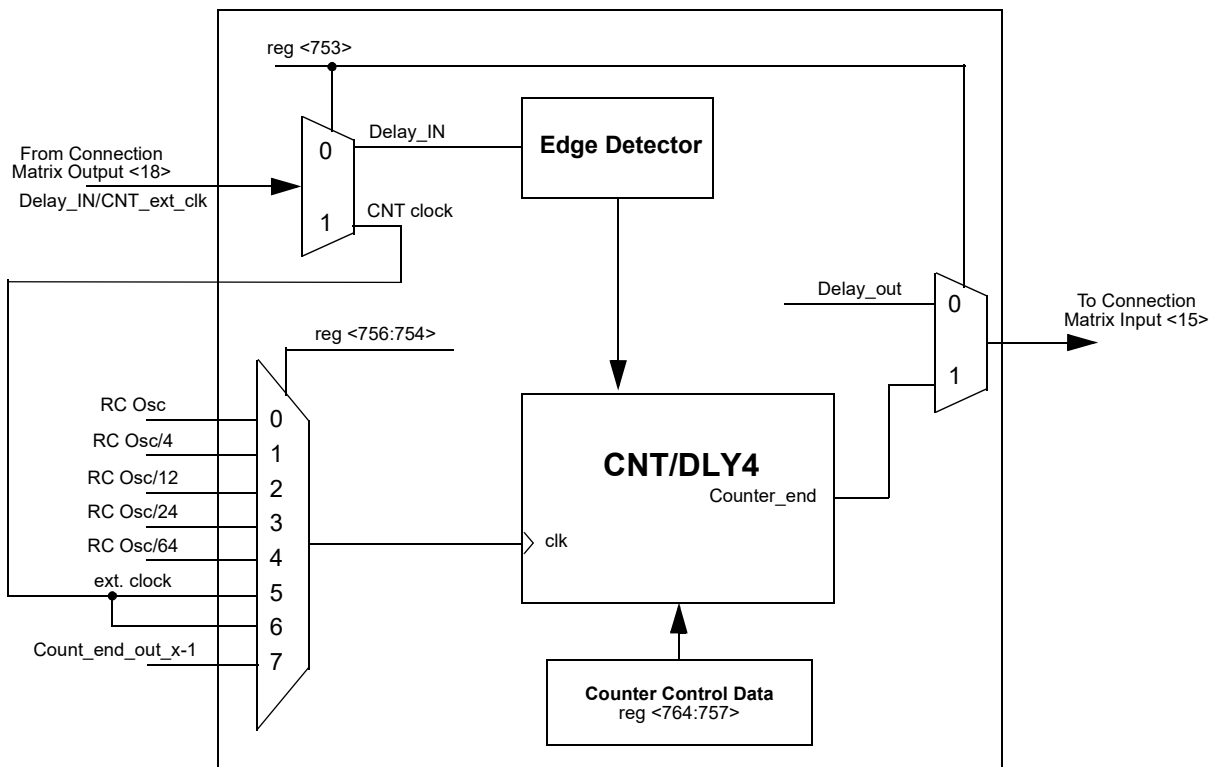 reg <753>
From Connection
Matrix Output <18>
Delay_IN/CNT_ext_clk
0
1
Delay_IN
CNT clock
Edge Detector
Delay_out
0
1
To Connection
Matrix Input <15>
reg <756:754>
RC Osc
RC Osc/4
RC Osc/12
RC Osc/24
RC Osc/64
ext. clock
Count_end_out_x-1
0
1
2
3
4
5
6
7
CNT/DLY4
Counter_end
clk
Counter Control Data
reg <764:757>